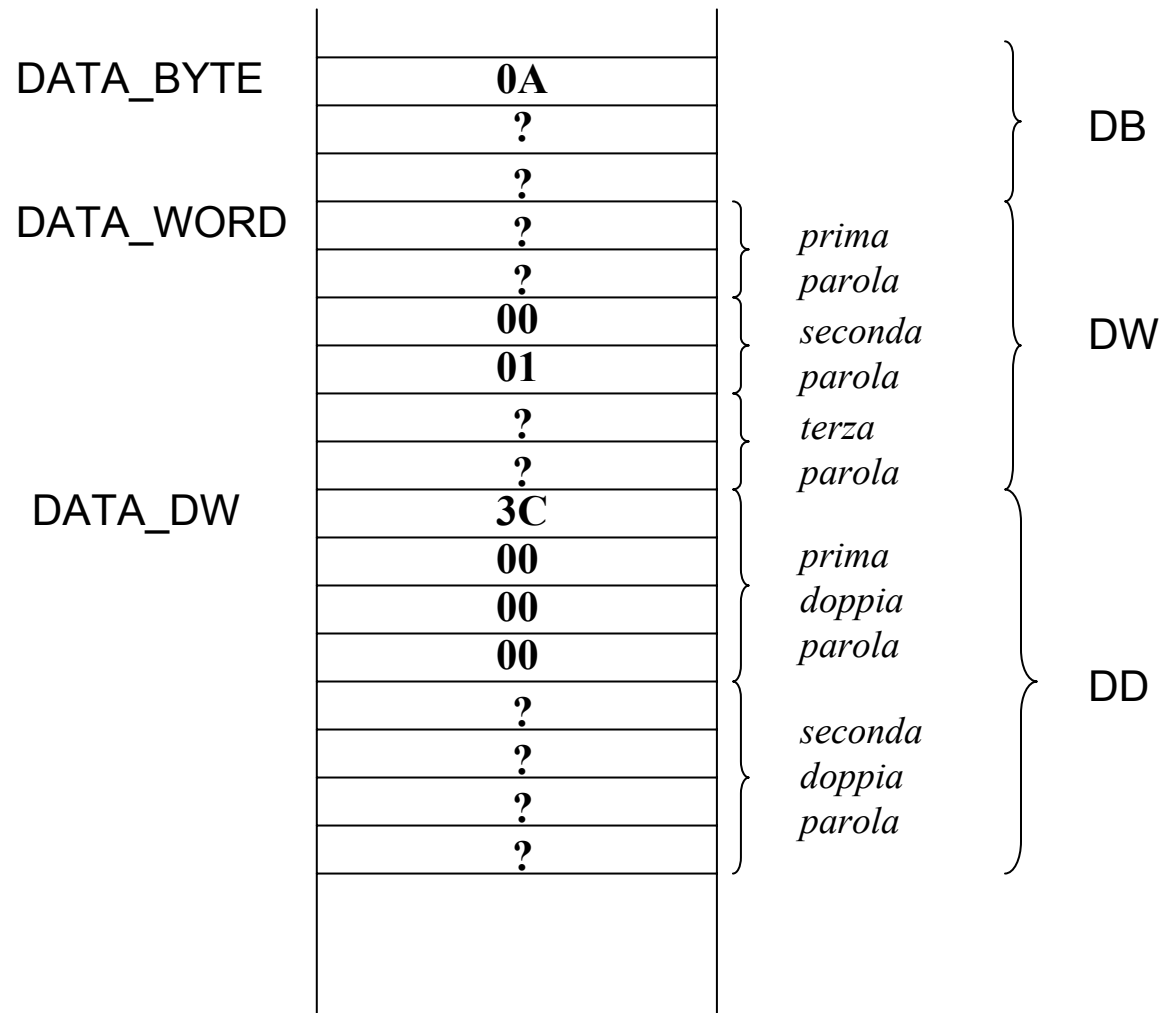 DATA_BYTE
0A
?
DB
?
DATA_WORD
?
prima
?
parola
00
seconda
DW
01
parola
?
terza
?
parola
DATA_DW
3C
00
prima
00
doppia
00
parola
?
DD
?
seconda
?
doppia
?
parola